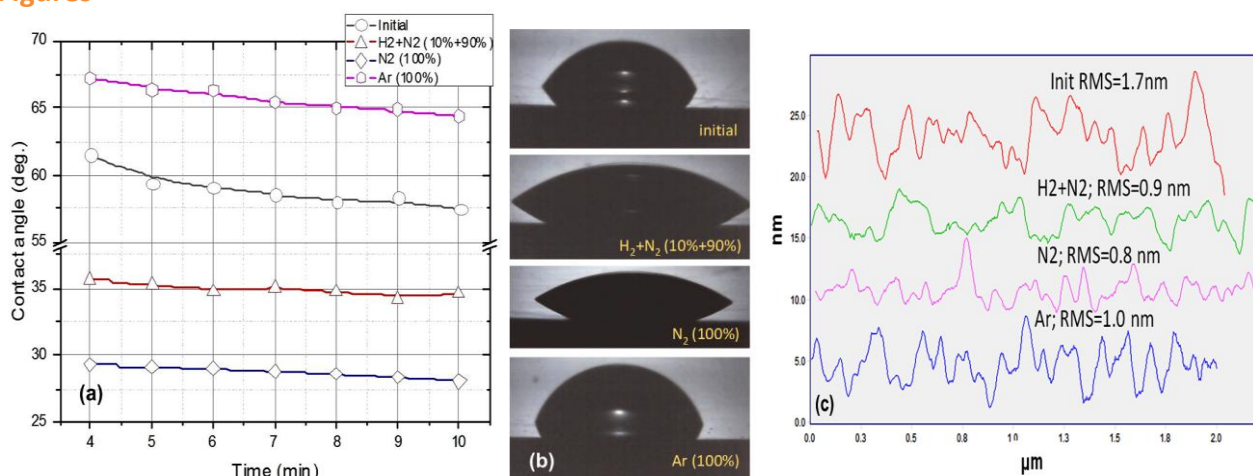 Initial
H2+N2 (10%+90%)
N2 (100%)
Ar (100%)
Contact angle (deg.)
70
65
60
55
35
30
25
4 5 6 7 8 9 10
Time (min)
(a)
initial
H₂+N₂ (10%+90%)
N₂ (100%)
Ar (100%)
(b)
Init RMS=1.7nm
H2+N2; RMS=0.9 nm
N2; RMS=0.8 nm
Ar; RMS=1.0 nm
nm
25.0
20.0
15.0
10.0
5.0
0.0
(c)
0.0 0.3 0.5 0.8 1.0 1.3 1.5 1.8 2.0
µm